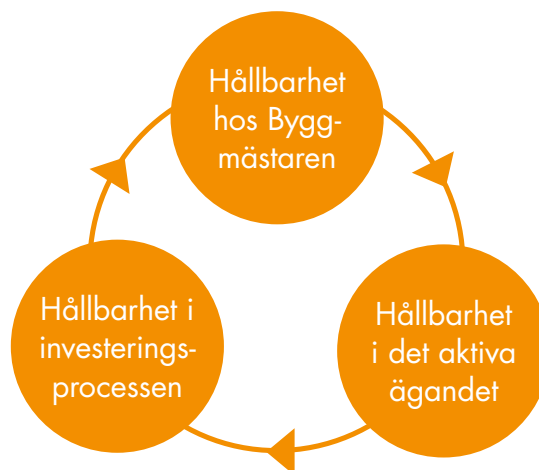 Hållbarhet
hos Bygg-
mästaren
Hållbarhet i
investerings-
processen
Hållbarhet
i det aktiva
ägandet